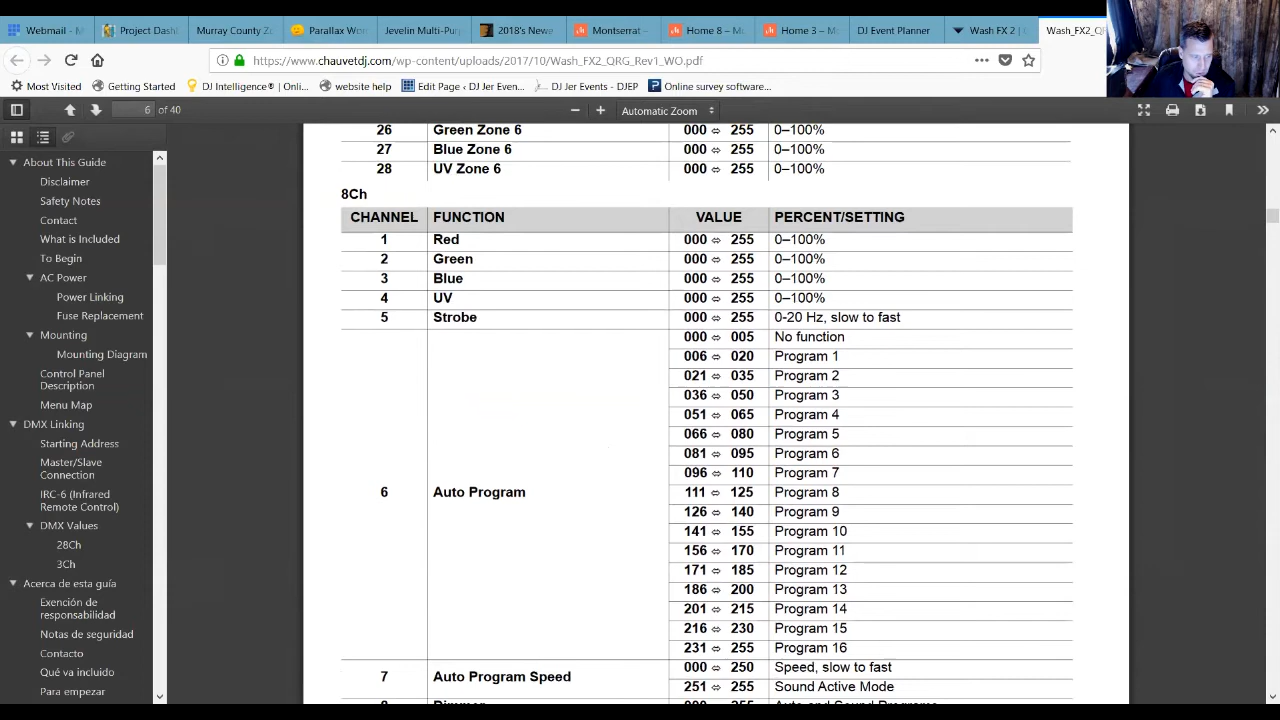 Webmail - M
Project Dash
Murray County Z
Parallax Wor
Jevelin Multi-Purp
2018's Newe
Montserrat –
Home 8 – Mu
Home 3 – Mo
DJ Event Planner
Wash FX 2 |
Wash_FX2_QR
https://www.chauvetdj.com/wp-content/uploads/2017/10/Wash_FX2_QRG_Rev1_WO.pdf
Most Visited
Getting Started
DJ Intelligence® | Onli...
website help
Edit Page ‹ DJ Jer Even...
DJ Jer Events – DJEP
Online survey software'
6 of 40
Automatic Zoom
About This Guide
Disclaimer
Safety Notes
Contact
What is Included
To Begin
AC Power
Power Linking
Fuse Replacement
Mounting
Mounting Diagram
Control Panel
Description
Menu Map
DMX Linking
Starting Address
Master/Slave
Connection
IRC-6 (Infrared
Remote Control)
DMX Values
28Ch
3Ch
Acerca de esta guía
Exención de
responsabilidad
Notas de seguridad
Contacto
Qué va incluido
Para empezar
26 Green Zone 6 000 ⇔ 255 0–100%
27 Blue Zone 6 000 ⇔ 255 0–100%
28 UV Zone 6 000 ⇔ 255 0–100%
8Ch
CHANNEL FUNCTION VALUE PERCENT/SETTING
1 Red 000 ⇔ 255 0–100%
2 Green 000 ⇔ 255 0–100%
3 Blue 000 ⇔ 255 0–100%
4 UV 000 ⇔ 255 0–100%
5 Strobe 000 ⇔ 255 0-20 Hz, slow to fast
000 ⇔ 005 No function
006 ⇔ 020 Program 1
021 ⇔ 035 Program 2
036 ⇔ 050 Program 3
051 ⇔ 065 Program 4
066 ⇔ 080 Program 5
081 ⇔ 095 Program 6
096 ⇔ 110 Program 7
6 Auto Program 111 ⇔ 125 Program 8
126 ⇔ 140 Program 9
141 ⇔ 155 Program 10
156 ⇔ 170 Program 11
171 ⇔ 185 Program 12
186 ⇔ 200 Program 13
201 ⇔ 215 Program 14
216 ⇔ 230 Program 15
231 ⇔ 255 Program 16
000 ⇔ 250 Speed, slow to fast
7 Auto Program Speed
251 ⇔ 255 Sound Active Mode